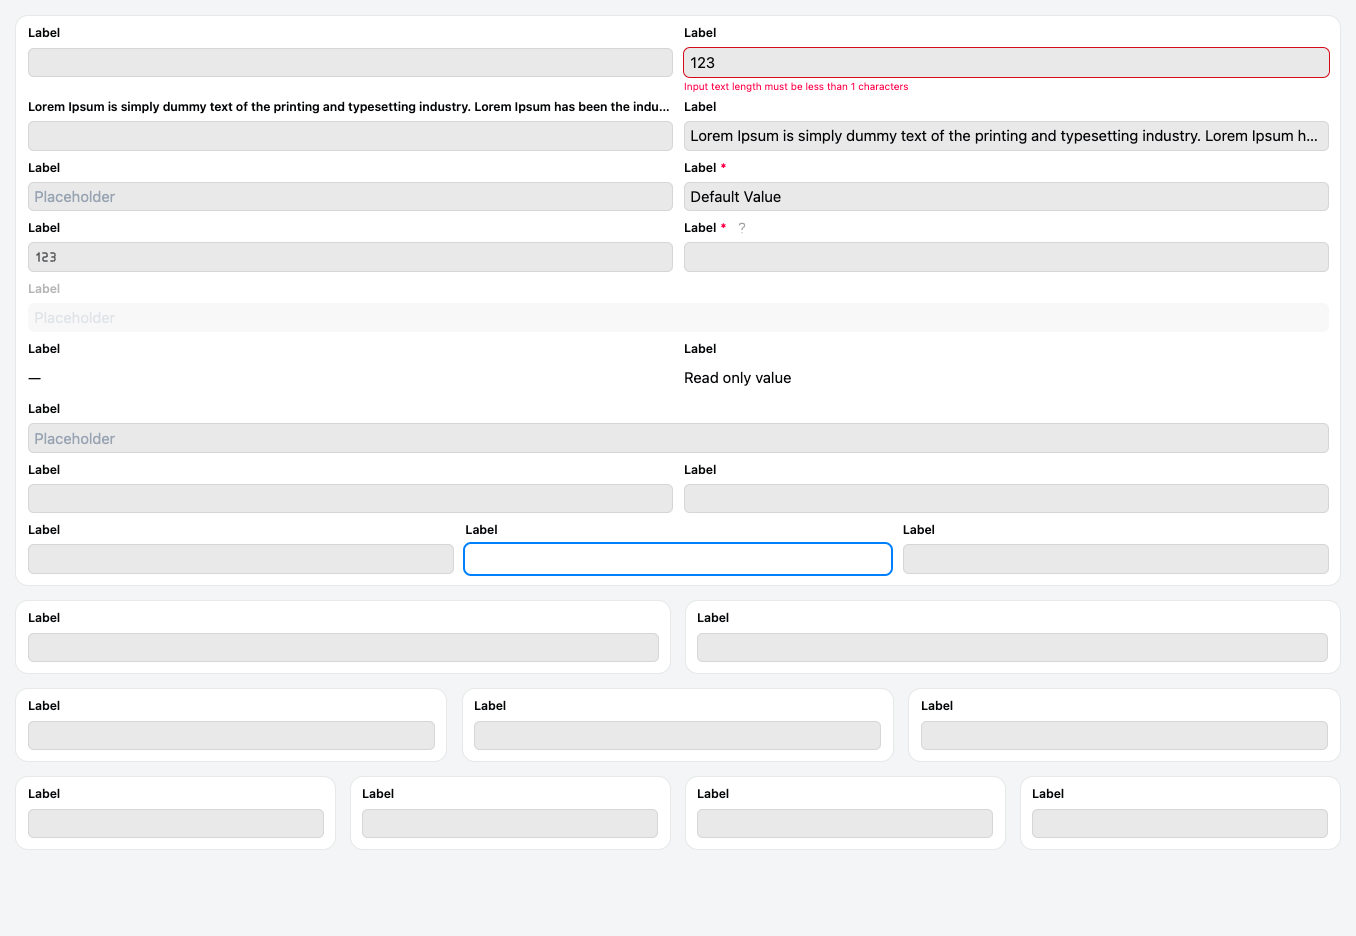 Label
Label
123
Input text length must be less than 1 characters
Lorem Ipsum is simply dummy text of the printing and typesetting industry. Lorem Ipsum has been the indu...
Label
Lorem Ipsum is simply dummy text of the printing and typesetting industry. Lorem Ipsum h...
Label
Placeholder
Label *
Default Value
Label
123
Label * ?
Label
Placeholder
Label
—
Label
Read only value
Label
Placeholder
Label
Label
Label
Label
Label
Label
Label
Label
Label
Label
Label
Label
Label
Label